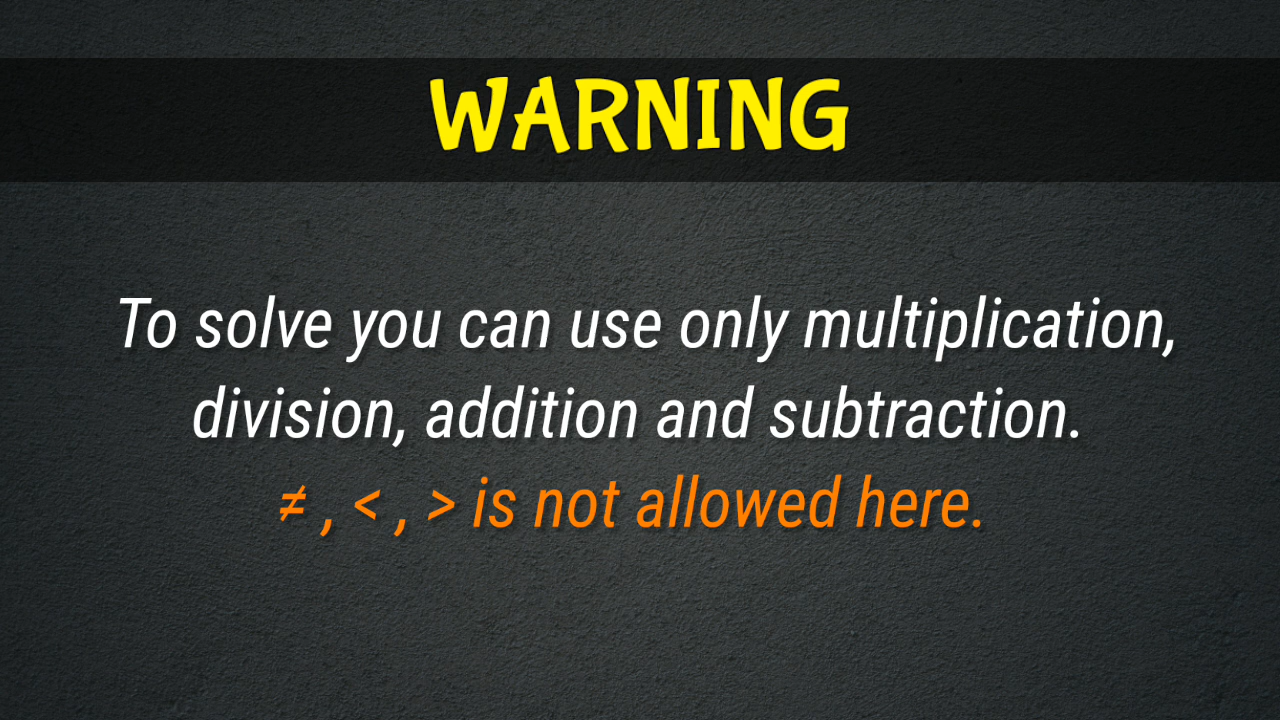 WARNING
To solve you can use only multiplication,
division, addition and subtraction.
≠ , < , > is not allowed here.